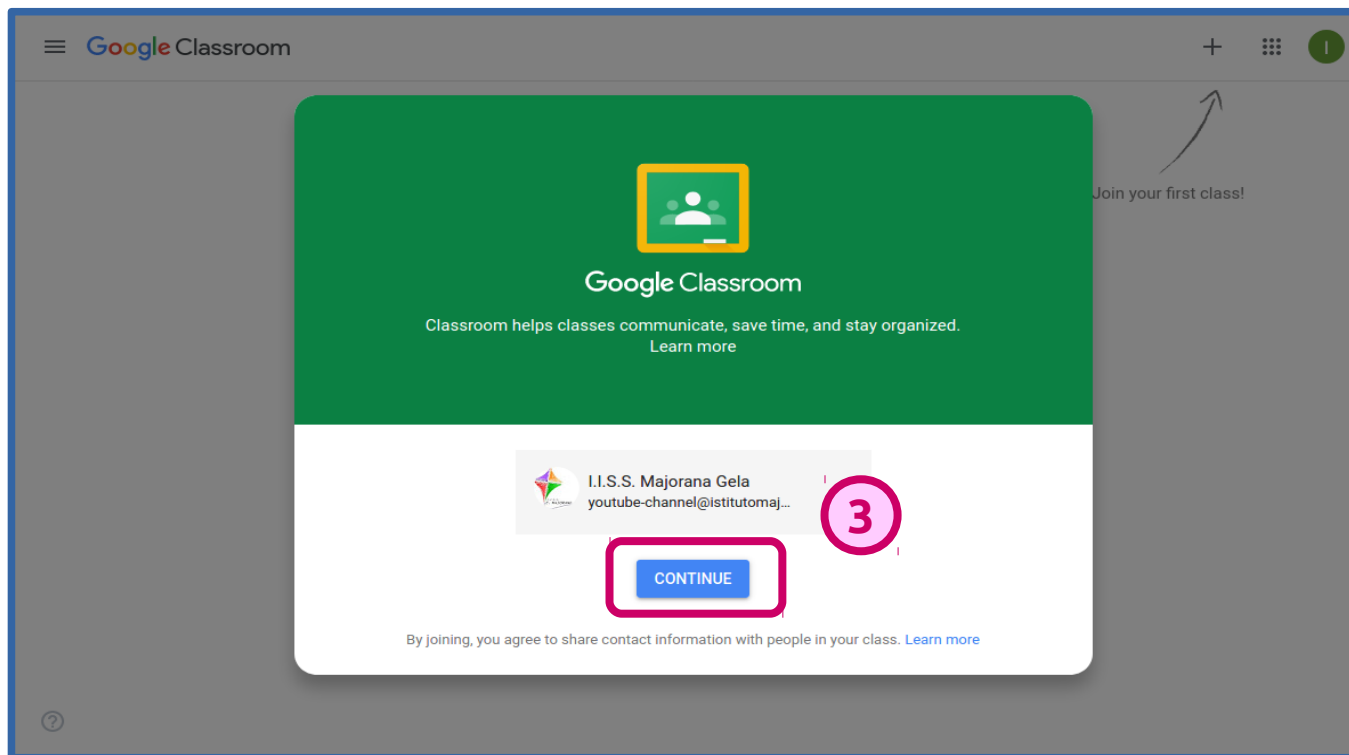 Google Classroom
I
Join your first class!
Google Classroom
Classroom helps classes communicate, save time, and stay organized.
Learn more
I.I.S.S. Majorana Gela
youtube-channel@istitutomaj...
3
CONTINUE
By joining, you agree to share contact information with people in your class. Learn more